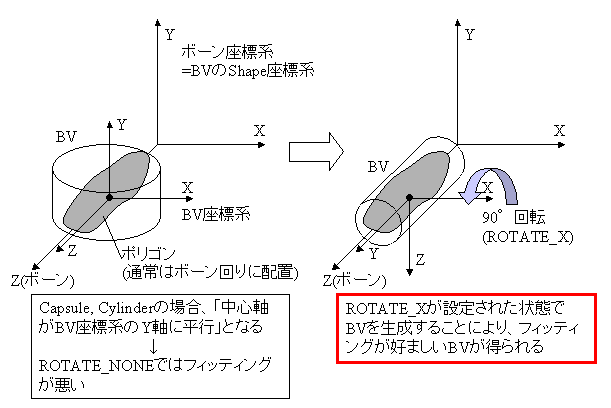 Y
ボーン座標系
=BVのShape座標系
X
BV
Y
X
BV座標系
Z
Z(ボーン)
ポリゴン
(通常はボーン回りに配置)
Capsule, Cylinderの場合、「中心軸
がBV座標系のY軸に平行」となる
↓
ROTATE_NONEではフィッティング
が悪い
Y
X
BV
X
Y
Z
Z(ボーン)
90°回転
(ROTATE_X)
ROTATE_Xが設定された状態で
BVを生成することにより、フィッティ
ングが好ましいBVが得られる